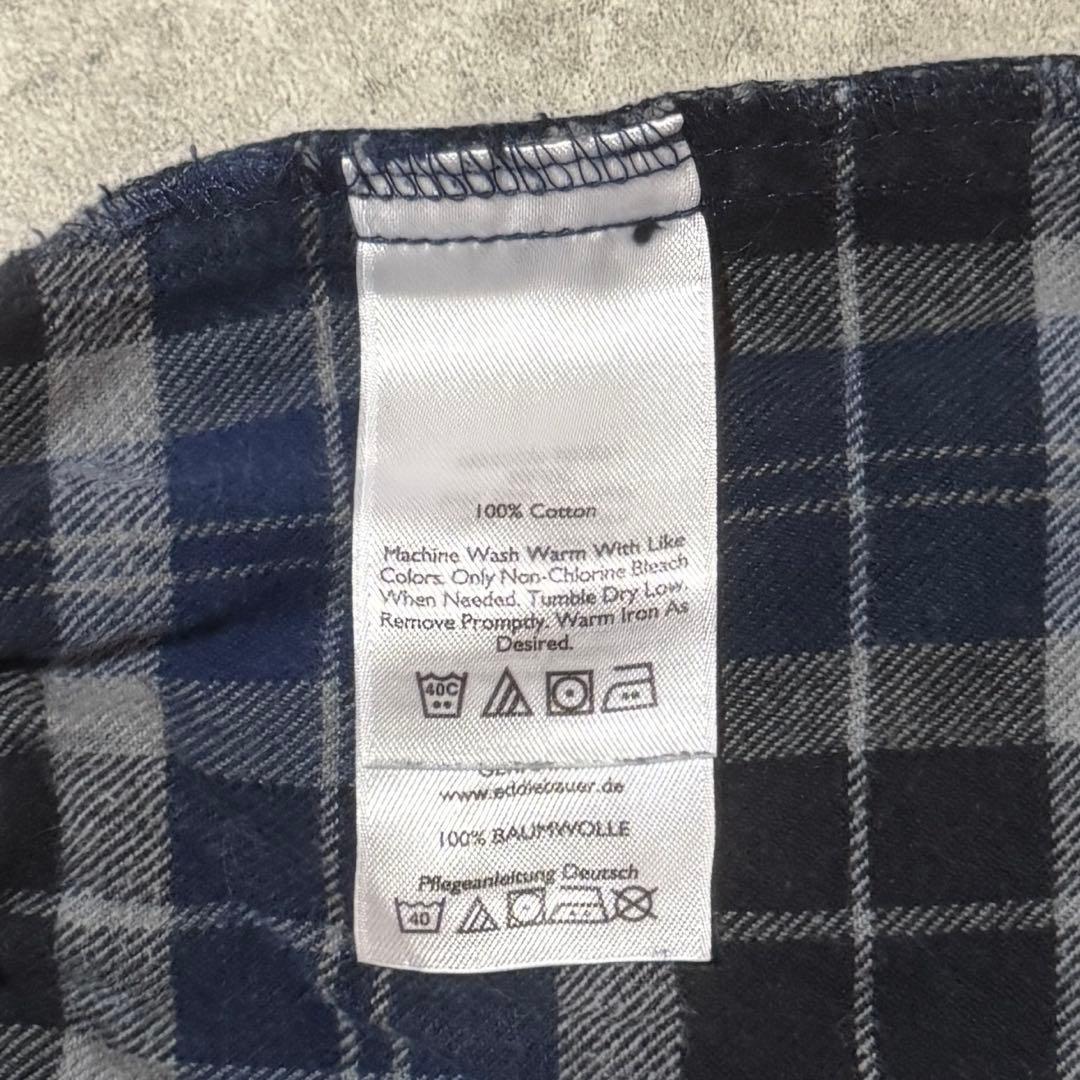 100% Cotton
Machine Wash Warm With Like
Colors. Only Non-Chlorine Bleach
When Needed. Tumble Dry Low.
Remove Promptly. Warm Iron As
Desired.
40C
www.eddiebauer.de
100% BAUMWOLLE
Pflegeanleitung Deutsch
40